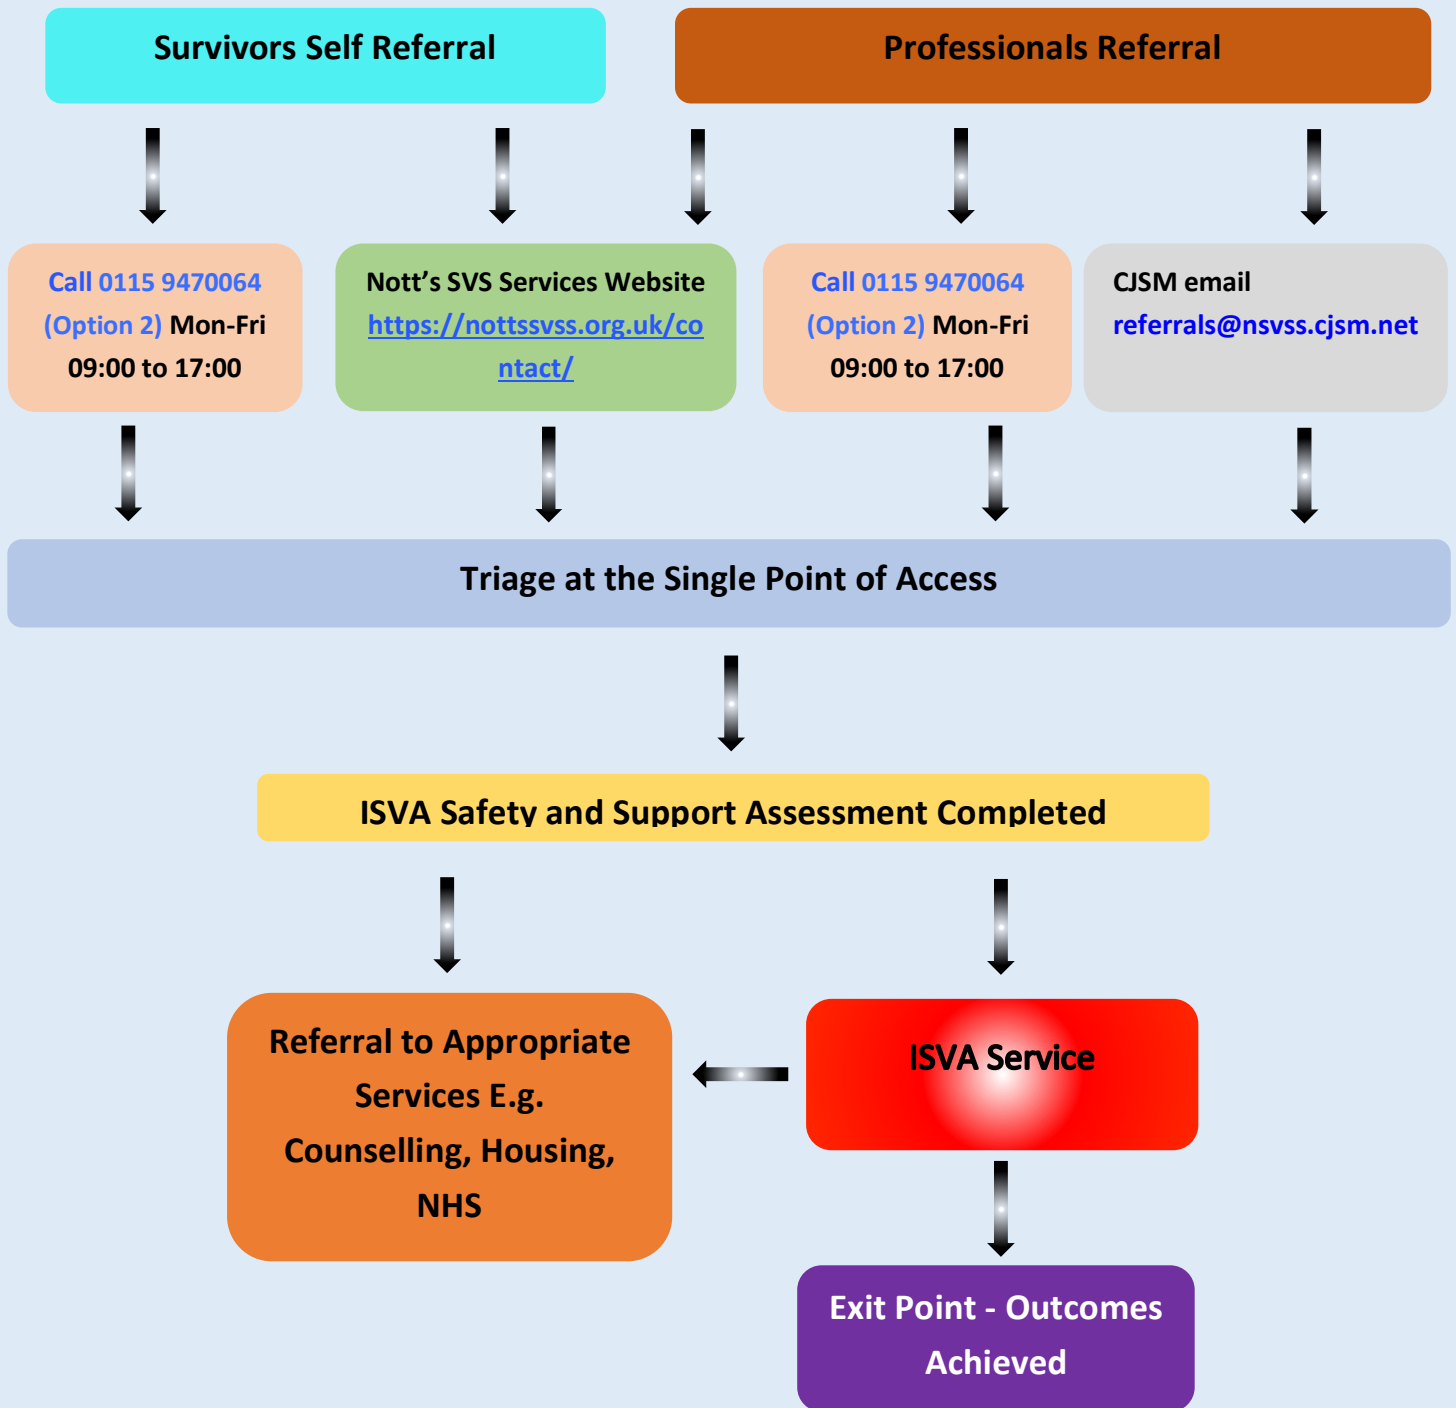 Survivors Self Referral
Professionals Referral
Call 0115 9470064
(Option 2) Mon-Fri
09:00 to 17:00
Nott’s SVS Services Website
https://nottssvss.org.uk/co
ntact/
Call 0115 9470064
(Option 2) Mon-Fri
09:00 to 17:00
CJSM email
referrals@nsvss.cjsm.net
Triage at the Single Point of Access
ISVA Safety and Support Assessment Completed
Referral to Appropriate
Services E.g.
Counselling, Housing,
NHS
ISVA Service
Exit Point - Outcomes
Achieved